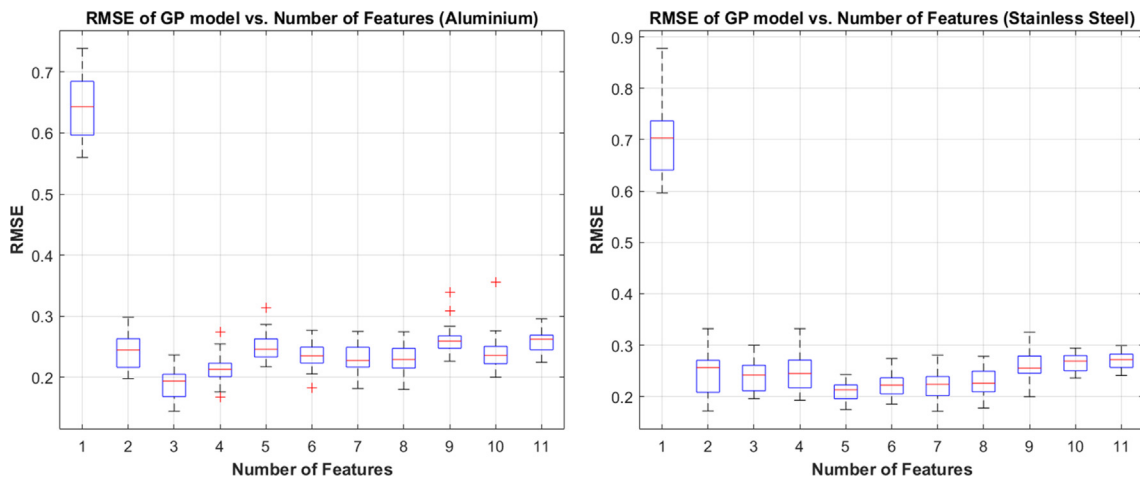 RMSE of GP model vs. Number of Features (Aluminium)
0.7
0.6
0.5
0.4
0.3
0.2
RMSE
1 2 3 4 5 6 7 8 9 10 11
Number of Features
RMSE of GP model vs. Number of Features (Stainless Steel)
0.9
0.8
0.7
0.6
0.5
0.4
0.3
0.2
RMSE
1 2 3 4 5 6 7 8 9 10 11
Number of Features